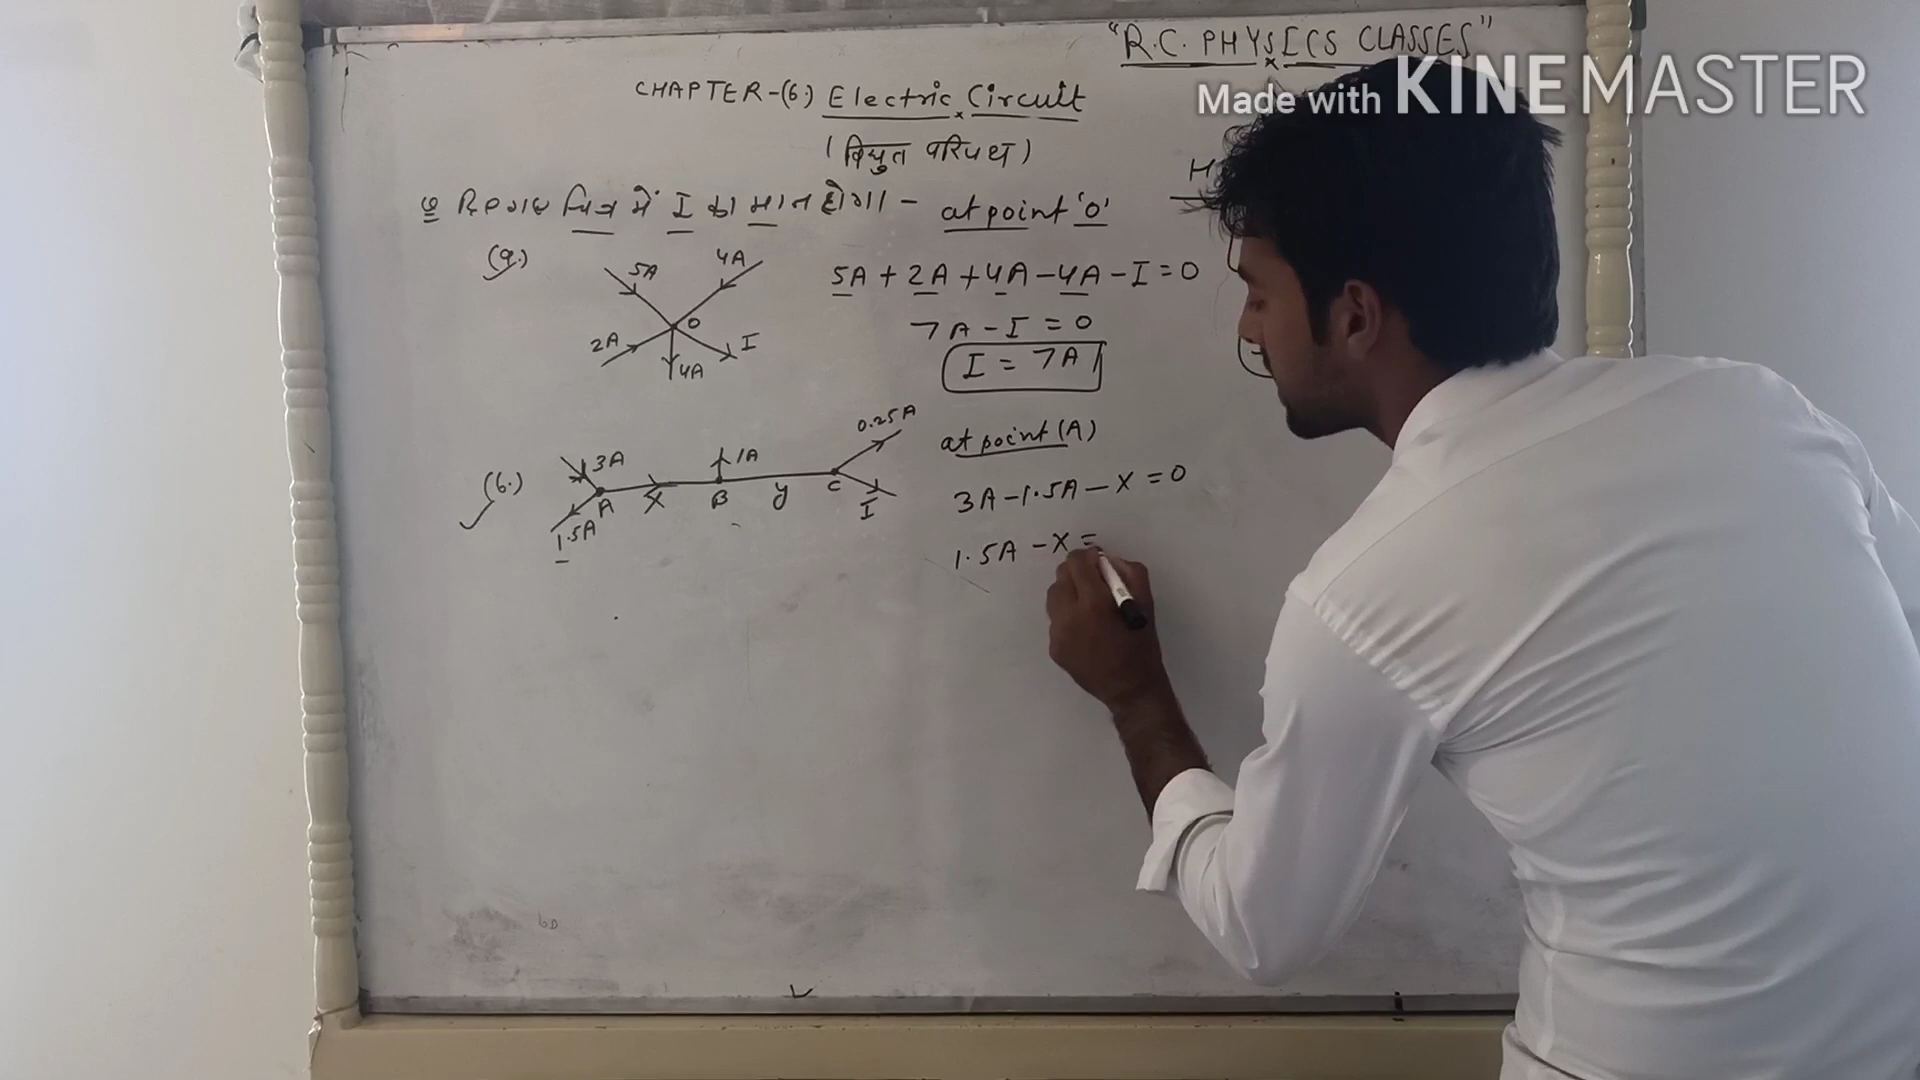 "R.C. PHYSICS CLASSES"
Made with KINEMASTER
CHAPTER-(6.) Electric Circuit
(विद्युत परिपथ)
चित्र में I का मान होगा - at point 'O'
(a.)
5A
4A
O
2A
I
4A
5A + 2A + 4A - 4A - I = 0
7A - I = 0
I = 7A
(b.)
3A
1A
0.25A
A
X
B
y
C
I
1.5A
at point (A)
3A - 1.5A - X = 0
1.5A - X =